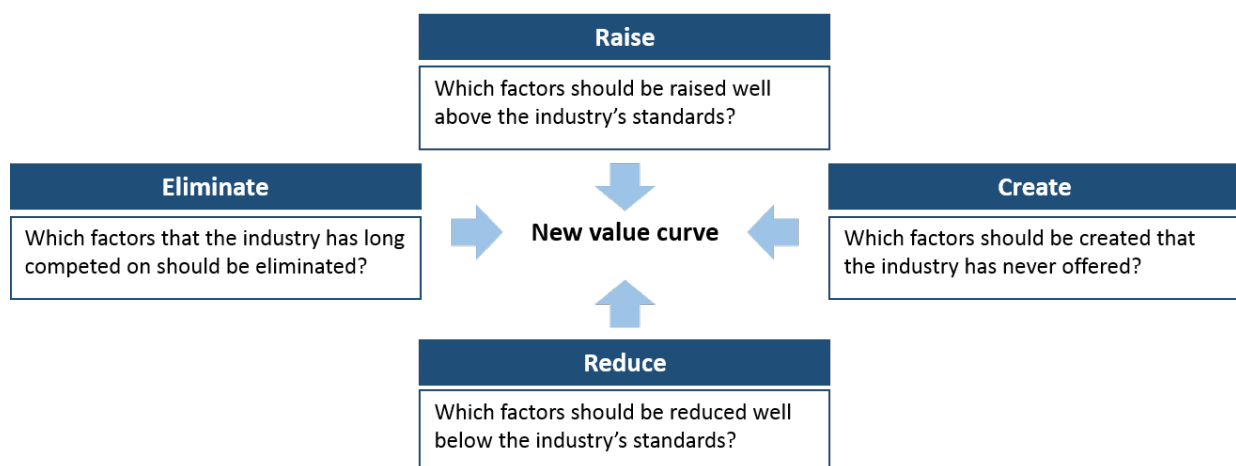 Raise
Which factors should be raised well
above the industry’s standards?
Eliminate
Which factors that the industry has long
competed on should be eliminated?
New value curve
Create
Which factors should be created that
the industry has never offered?
Reduce
Which factors should be reduced well
below the industry’s standards?